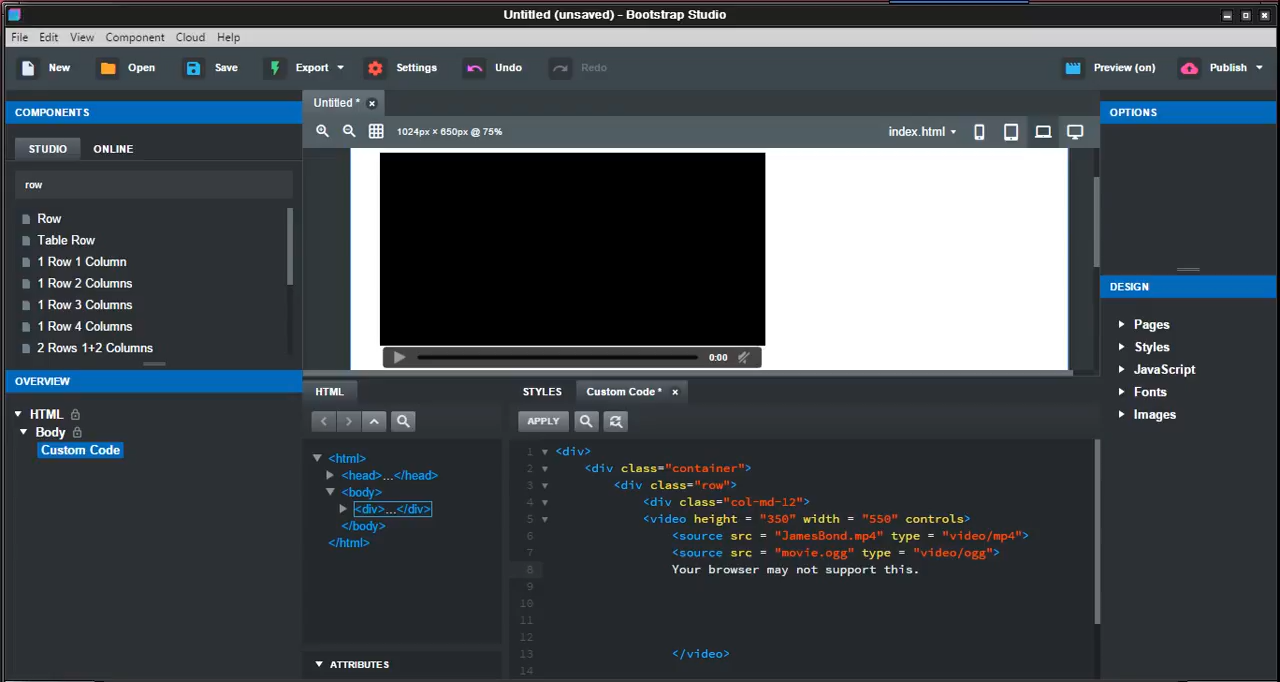 Untitled (unsaved) - Bootstrap Studio
File Edit View Component Cloud Help
New Open Save Export Settings Undo Redo Preview (on) Publish
COMPONENTS
STUDIO ONLINE
row
Row
Table Row
1 Row 1 Column
1 Row 2 Columns
1 Row 3 Columns
1 Row 4 Columns
2 Rows 1+2 Columns
OVERVIEW
HTML
Body
Custom Code
Untitled *
1024px × 650px @ 75%
index.html
0:00
HTML
<html>
<head>...</head>
<body>
<div>...</div>
</body>
</html>
ATTRIBUTES
STYLES Custom Code *
APPLY
1 <div>
2 <div class="container">
3 <div class="row">
4 <div class="col-md-12">
5 <video height = "350" width = "550" controls>
6 <source src = "JamesBond.mp4" type = "video/mp4">
7 <source src = "movie.ogg" type = "video/ogg">
8 Your browser may not support this.
9
10
11
12
13 </video>
14
OPTIONS
DESIGN
Pages
Styles
JavaScript
Fonts
Images